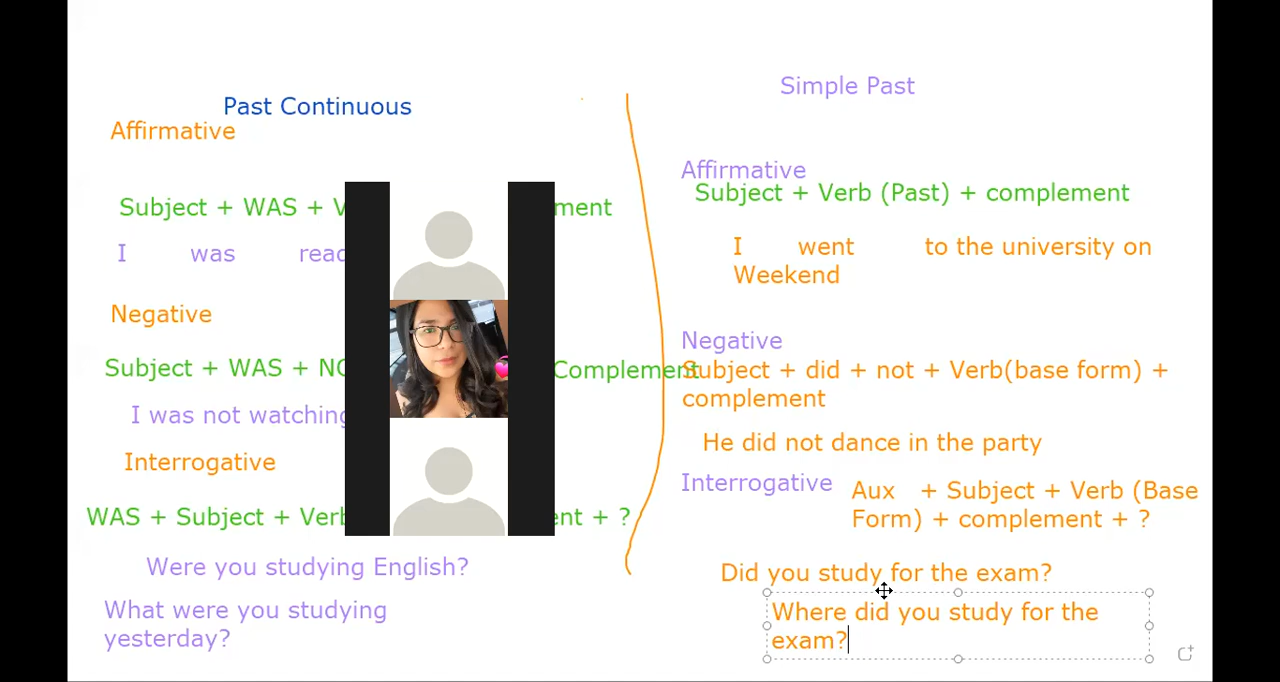 Past Continuous
Affirmative
Subject + WAS + V
ment
I was reac
Negative
Subject + WAS + NO
Complement
I was not watching
Interrogative
WAS + Subject + Verb
ent + ?
Were you studying English?
What were you studying
yesterday?
Simple Past
Affirmative
Subject + Verb (Past) + complement
I went to the university on
Weekend
Negative
Subject + did + not + Verb(base form) +
complement
He did not dance in the party
Interrogative
Aux + Subject + Verb (Base
Form) + complement + ?
Did you study for the exam?
Where did you study for the
exam?